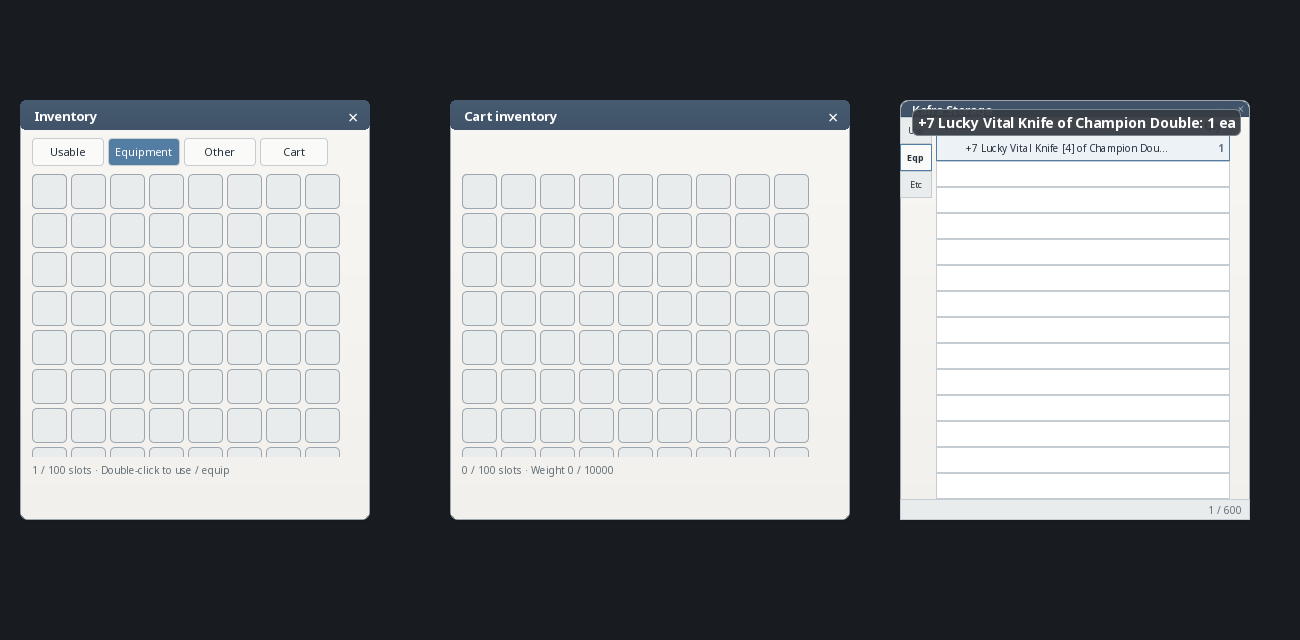 Inventory ×
Usable Equipment Other Cart
1 / 100 slots · Double-click to use / equip
Cart inventory ×
0 / 100 slots · Weight 0 / 10000
Kafra Storage ×
+7 Lucky Vital Knife of Champion Double: 1 ea
+7 Lucky Vital Knife [4] of Champion Dou... 1
Eqp
Etc
1 / 600